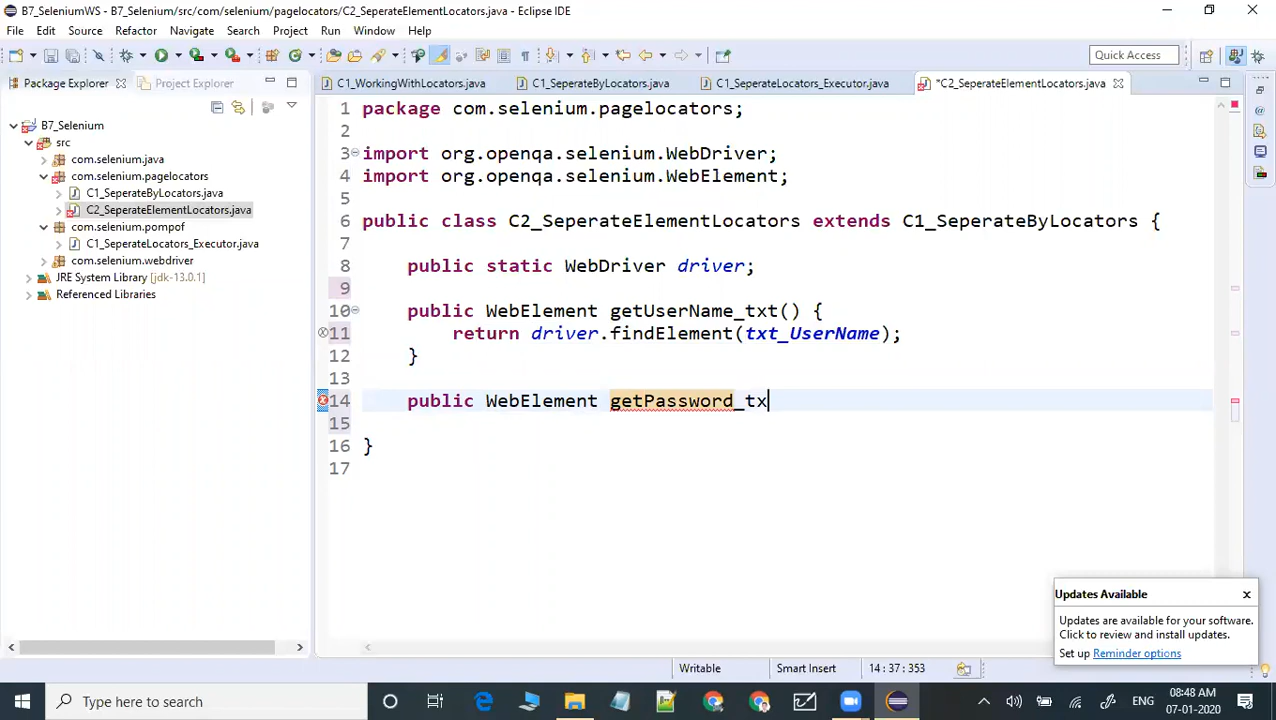 B7_SeleniumWS - B7_Selenium/src/com/selenium/pagelocators/C2_SeperateElementLocators.java - Eclipse IDE
File Edit Source Refactor Navigate Search Project Run Window Help
Quick Access
Package Explorer
Project Explorer
C1_WorkingWithLocators.java
C1_SeperateByLocators.java
C1_SeperateLocators_Executor.java
*C2_SeperateElementLocators.java
B7_Selenium
src
com.selenium.java
com.selenium.pagelocators
C1_SeperateByLocators.java
C2_SeperateElementLocators.java
com.selenium.pompof
C1_SeperateLocators_Executor.java
com.selenium.webdriver
JRE System Library [jdk-13.0.1]
Referenced Libraries
1 package com.selenium.pagelocators;
2
3 import org.openqa.selenium.WebDriver;
4 import org.openqa.selenium.WebElement;
5
6 public class C2_SeperateElementLocators extends C1_SeperateByLocators {
7
8 public static WebDriver driver;
9
10 public WebElement getUserName_txt() {
11 return driver.findElement(txt_UserName);
12 }
13
14 public WebElement getPassword_tx
15
16 }
17
Updates Available x
Updates are available for your software.
Click to review and install updates.
Set up Reminder options
Writable
Smart Insert
14 : 37 : 353
Type here to search
ENG
08:48 AM
07-01-2020